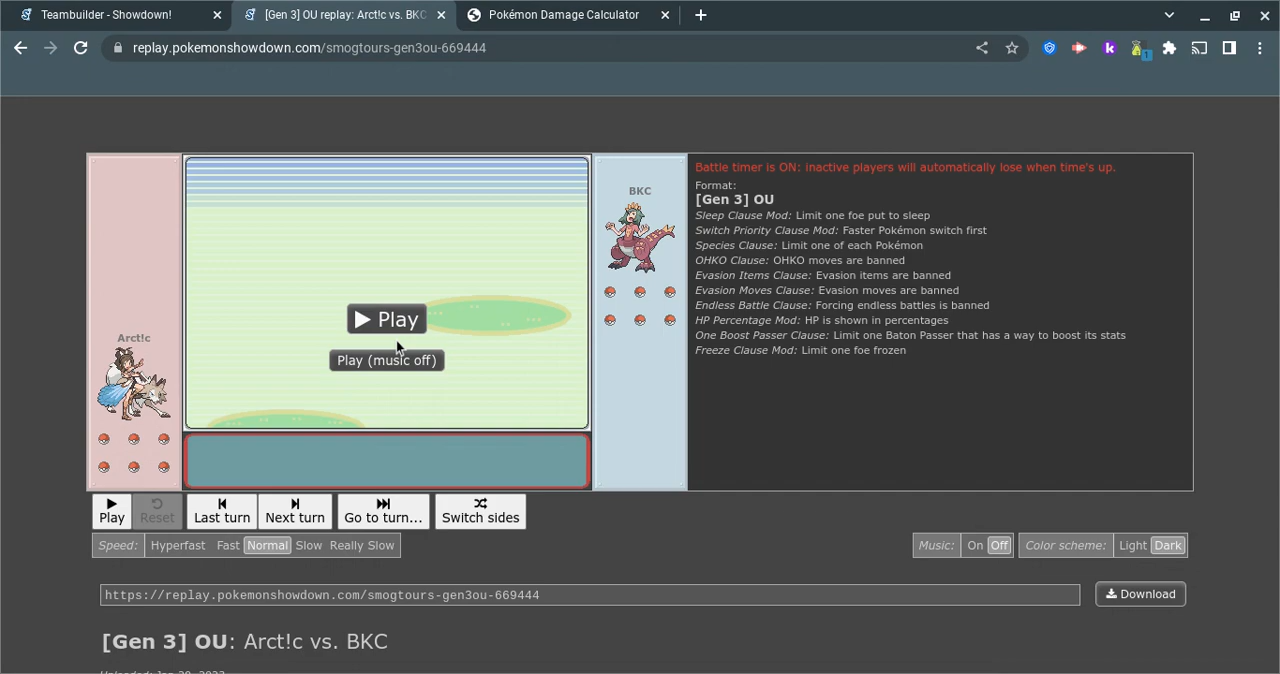 Teambuilder - Showdown!
[Gen 3] OU replay: Arct!c vs. BKC
Pokémon Damage Calculator
replay.pokemonshowdown.com/smogtours-gen3ou-669444
k
1
Battle timer is ON: inactive players will automatically lose when time's up.
Format:
[Gen 3] OU
Sleep Clause Mod: Limit one foe put to sleep
Switch Priority Clause Mod: Faster Pokémon switch first
Species Clause: Limit one of each Pokémon
OHKO Clause: OHKO moves are banned
Evasion Items Clause: Evasion items are banned
Evasion Moves Clause: Evasion moves are banned
Endless Battle Clause: Forcing endless battles is banned
HP Percentage Mod: HP is shown in percentages
One Boost Passer Clause: Limit one Baton Passer that has a way to boost its stats
Freeze Clause Mod: Limit one foe frozen
BKC
Arct!c
Play
Play (music off)
Play Reset Last turn Next turn Go to turn... Switch sides
Speed: Hyperfast Fast Normal Slow Really Slow
Music: On Off Color scheme: Light Dark
https://replay.pokemonshowdown.com/smogtours-gen3ou-669444
Download
[Gen 3] OU: Arct!c vs. BKC